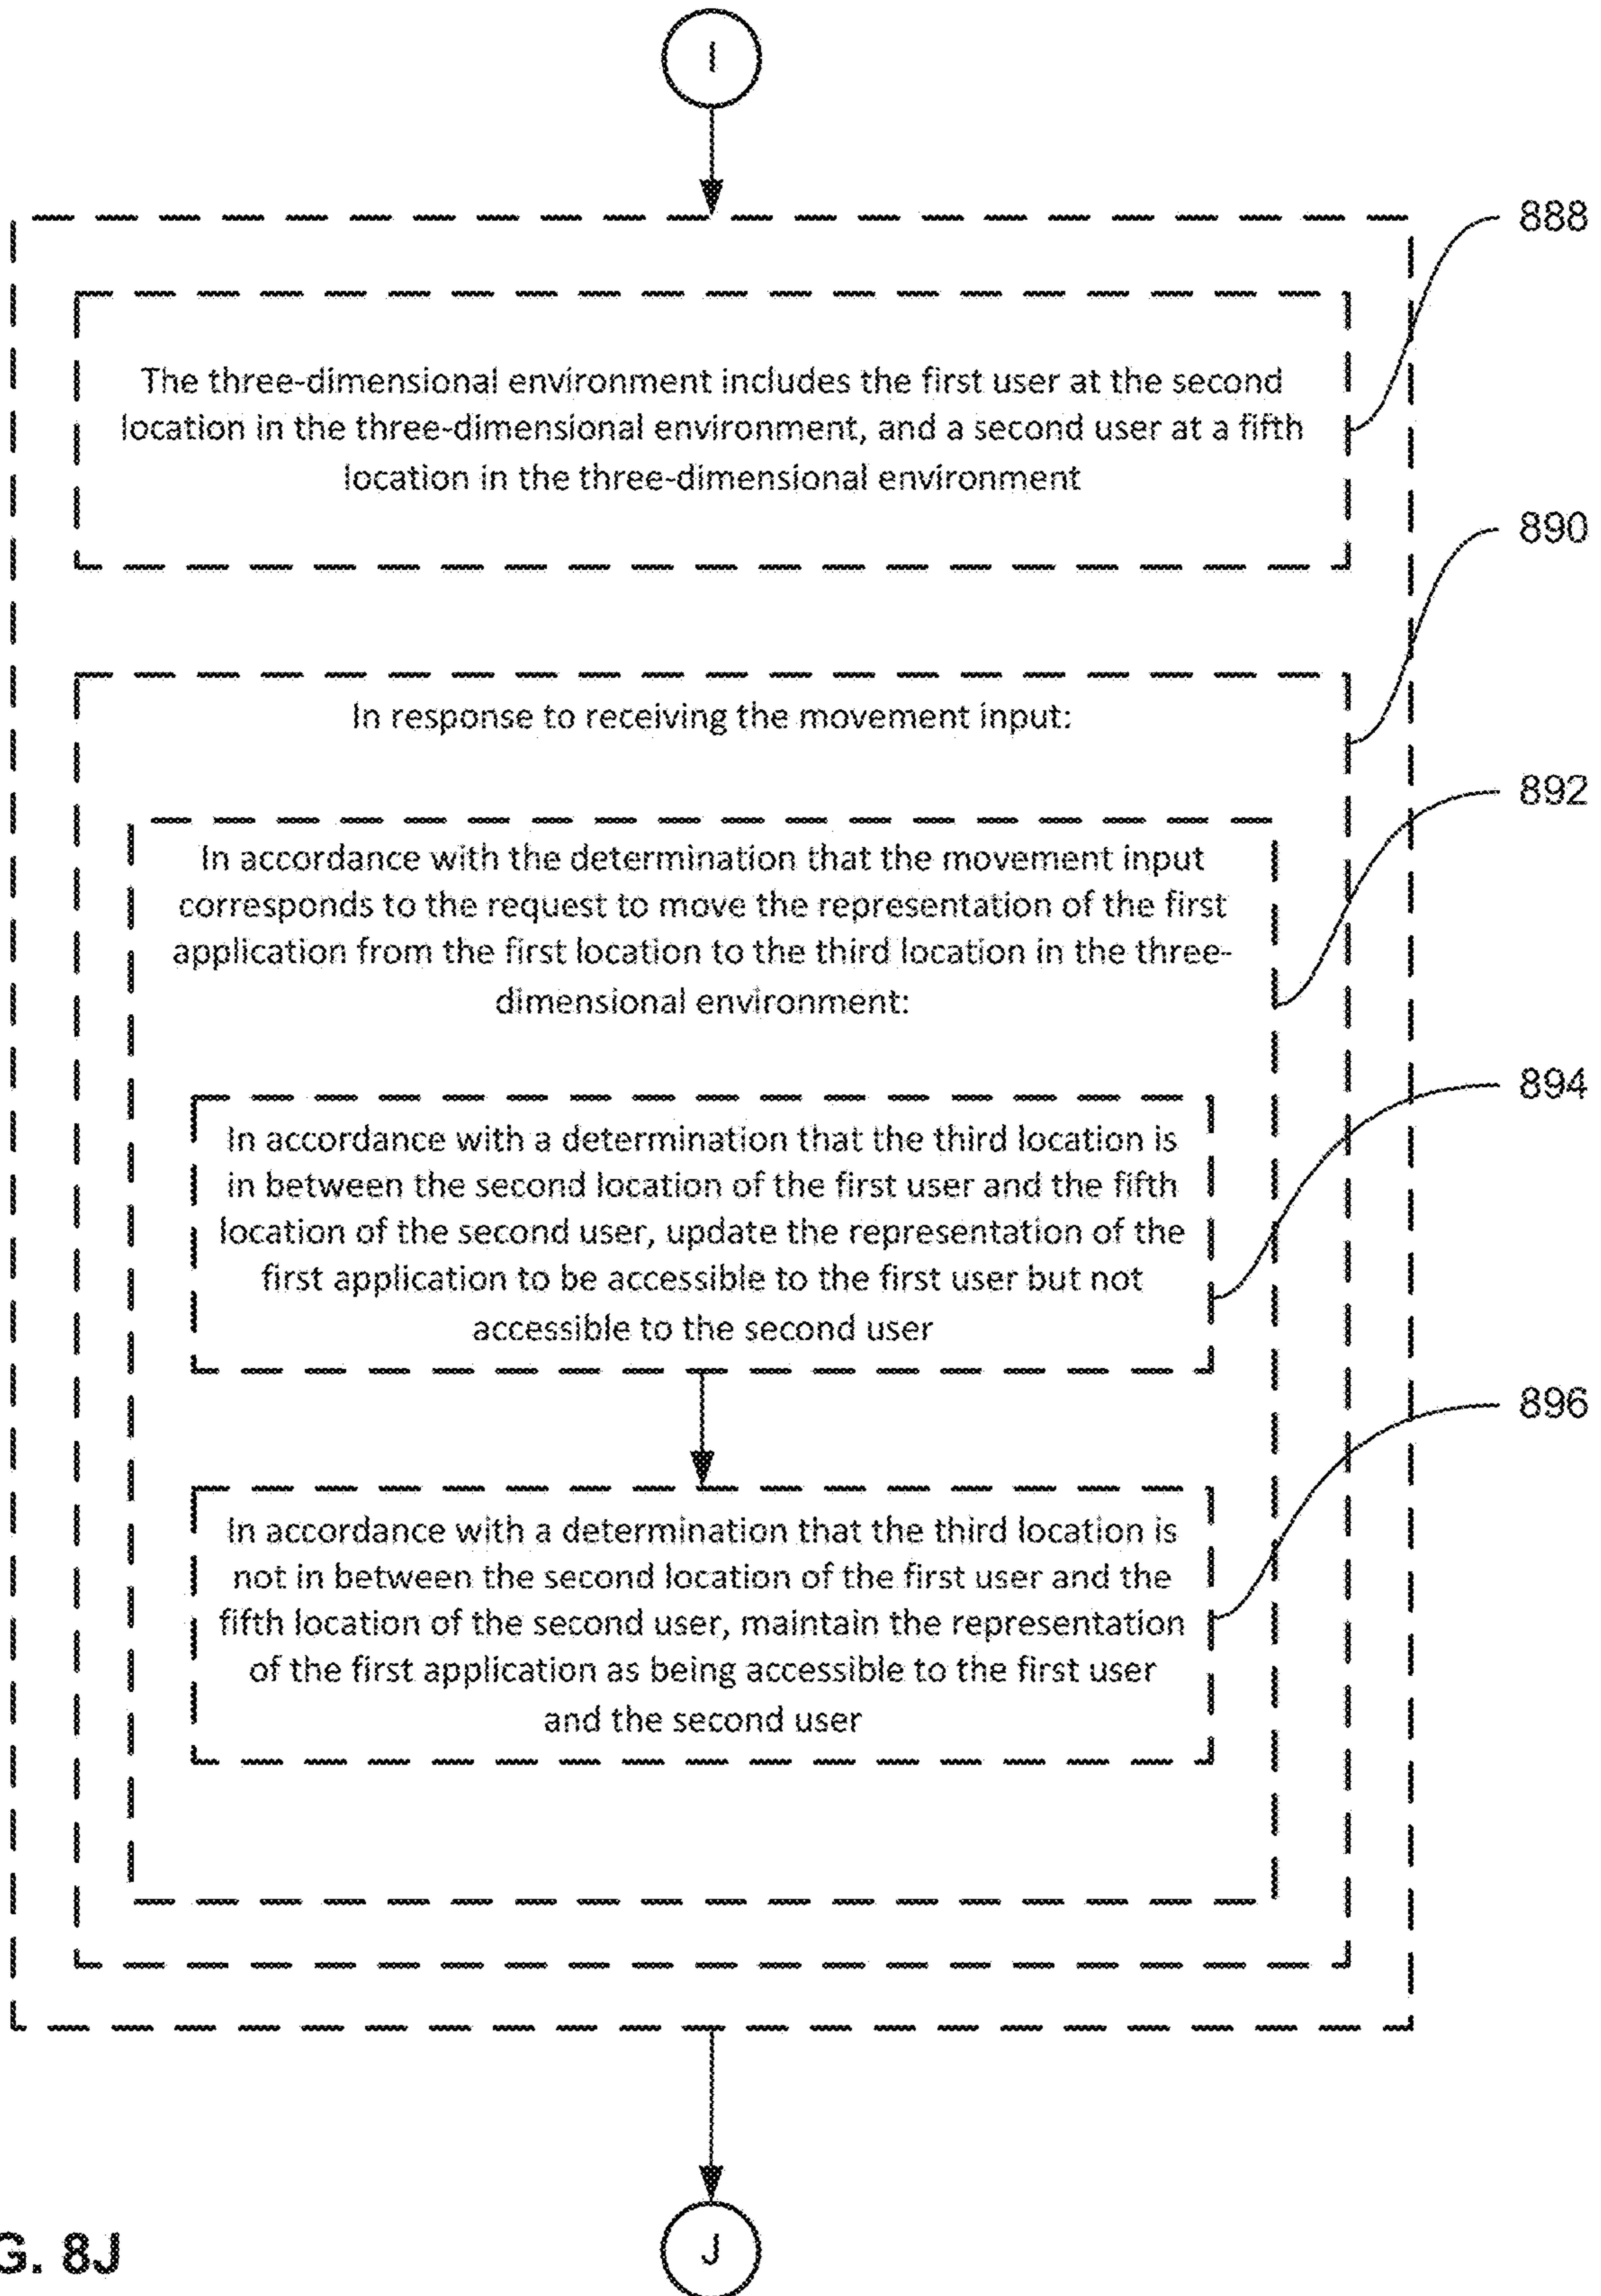 I
888
The three-dimensional environment includes the first user at the second
location in the three-dimensional environment, and a second user at a fifth
location in the three-dimensional environment
890
In response to receiving the movement input:
892
In accordance with the determination that the movement input
corresponds to the request to move the representation of the first
application from the first location to the third location in the three-
dimensional environment:
894
In accordance with a determination that the third location is
in between the second location of the first user and the fifth
location of the second user, update the representation of the
first application to be accessible to the first user but not
accessible to the second user
896
In accordance with a determination that the third location is
not in between the second location of the first user and the
fifth location of the second user, maintain the representation
of the first application as being accessible to the first user
and the second user
J
G. 8J